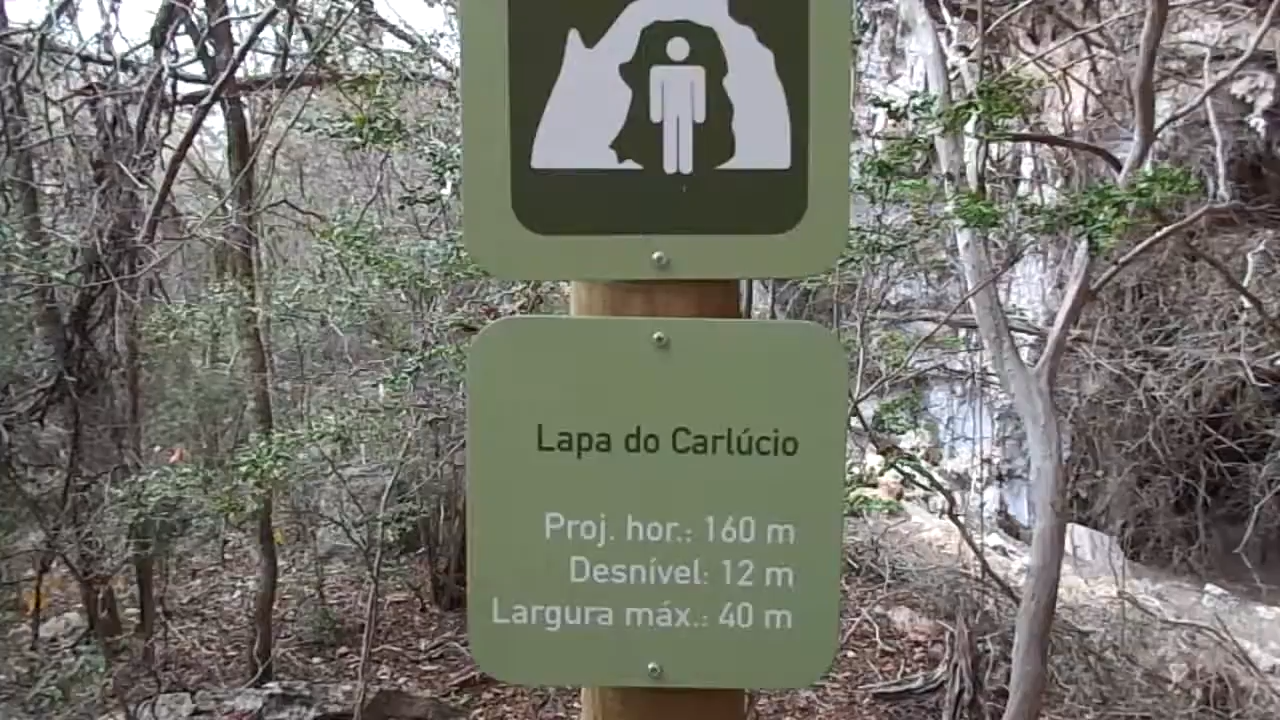 Lapa do Carlúcio
Proj. hor.: 160 m
Desnível: 12 m
Largura máx.: 40 m